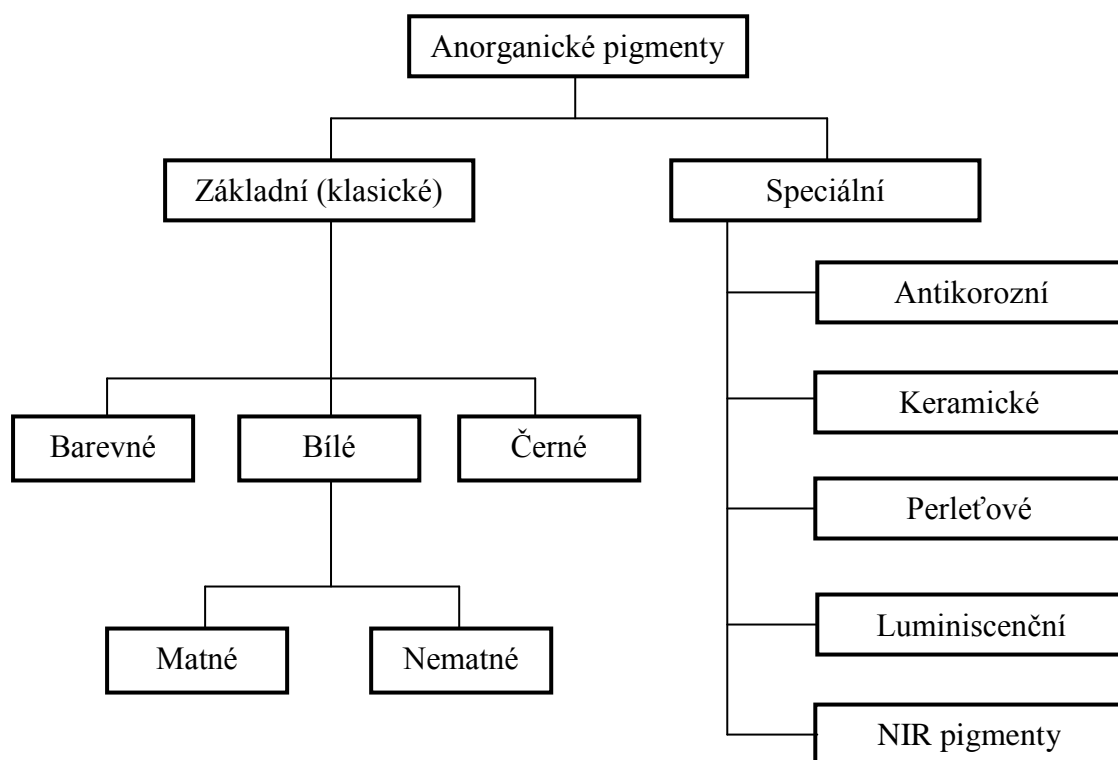 Anorganické pigmenty
Základní (klasické)
Speciální
Antikorozní
Keramické
Perleťové
Luminiscenční
NIR pigmenty
Barevné
Bílé
Černé
Matné
Nematné